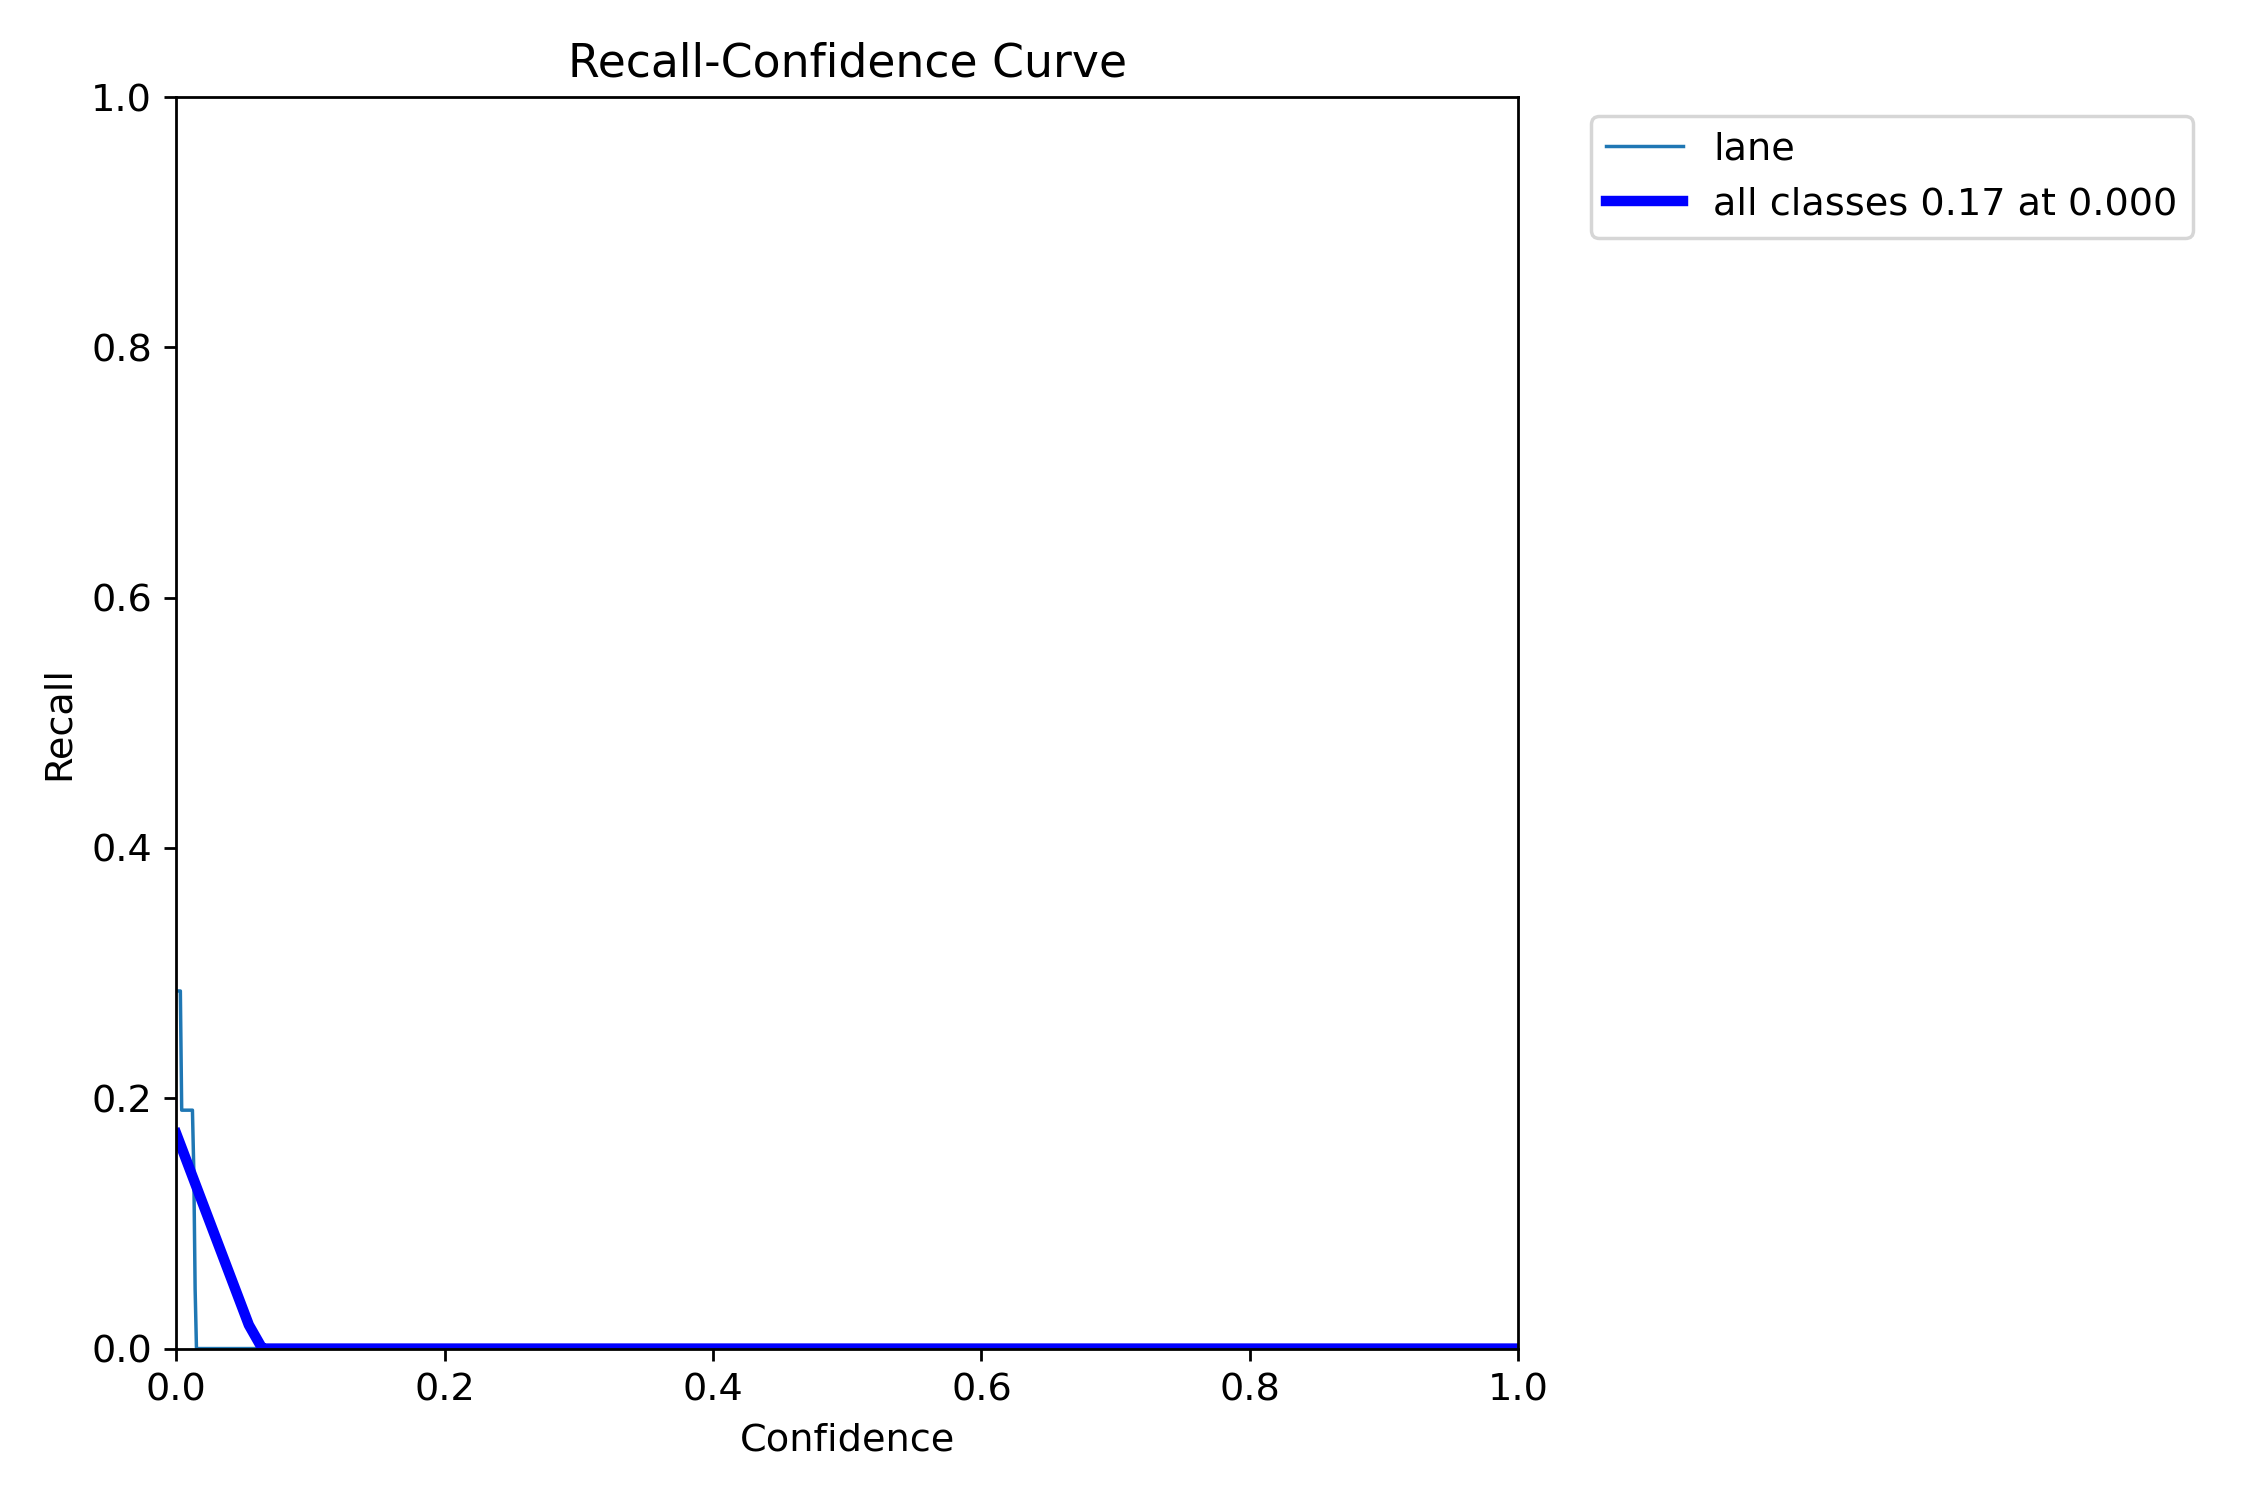 Recall-Confidence Curve
1.0
0.8
0.6
0.4
0.2
0.0
Recall
0.0 0.2 0.4 0.6 0.8 1.0
Confidence
lane
all classes 0.17 at 0.000